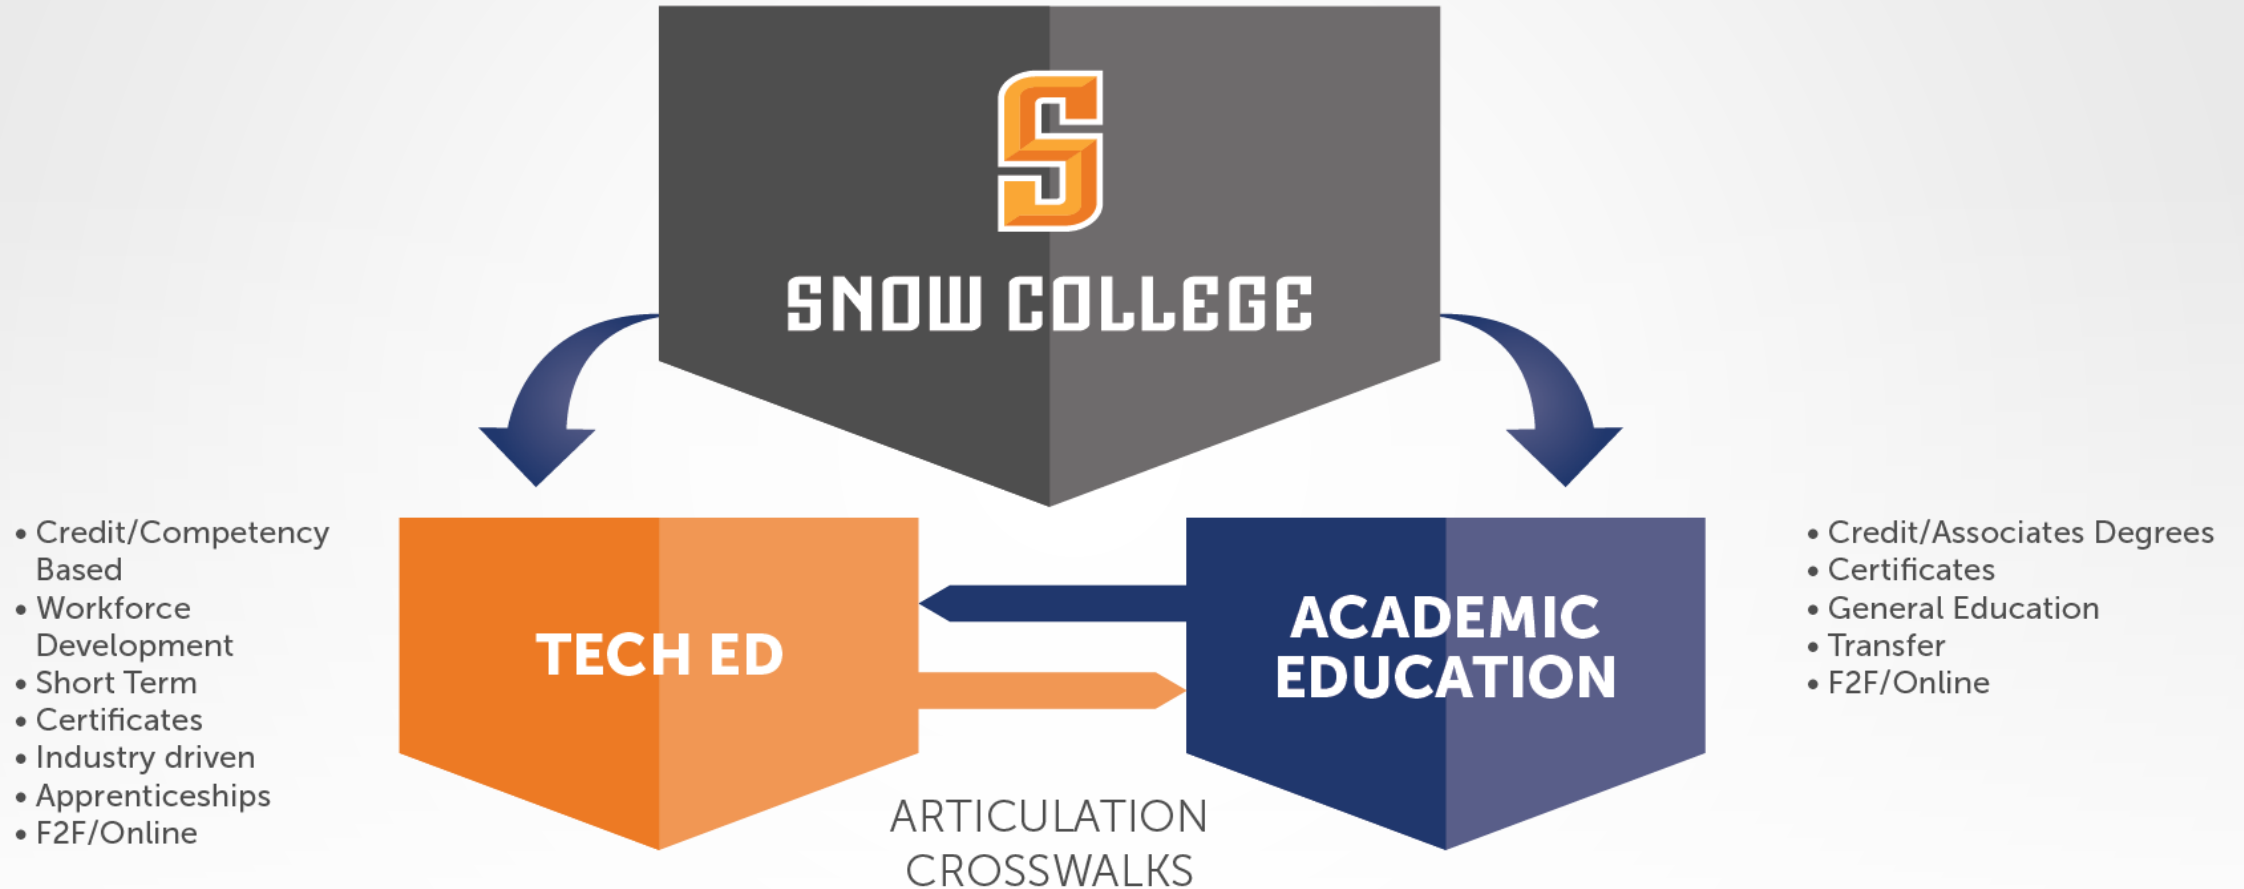 S
SNOW COLLEGE
• Credit/Competency
Based
• Workforce
Development
• Short Term
• Certificates
• Industry driven
• Apprenticeships
• F2F/Online
TECH ED
ACADEMIC
EDUCATION
ARTICULATION
CROSSWALKS
• Credit/Associates Degrees
• Certificates
• General Education
• Transfer
• F2F/Online